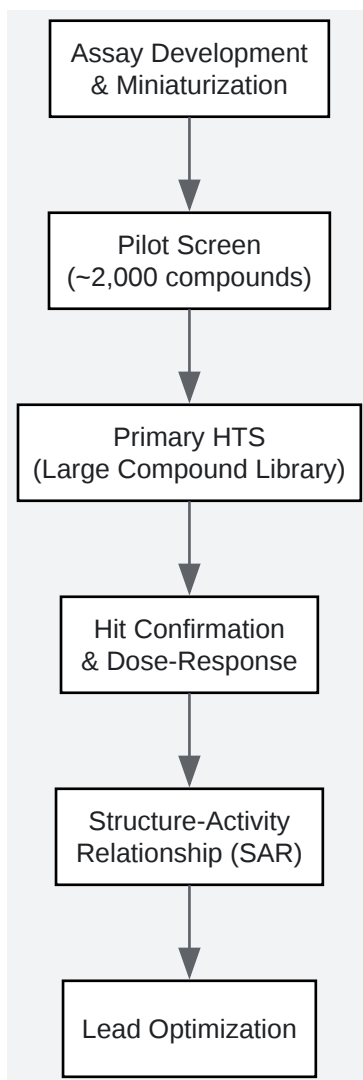 Assay Development
& Miniaturization
Pilot Screen
(~2,000 compounds)
Primary HTS
(Large Compound Library)
Hit Confirmation
& Dose-Response
Structure-Activity
Relationship (SAR)
Lead Optimization